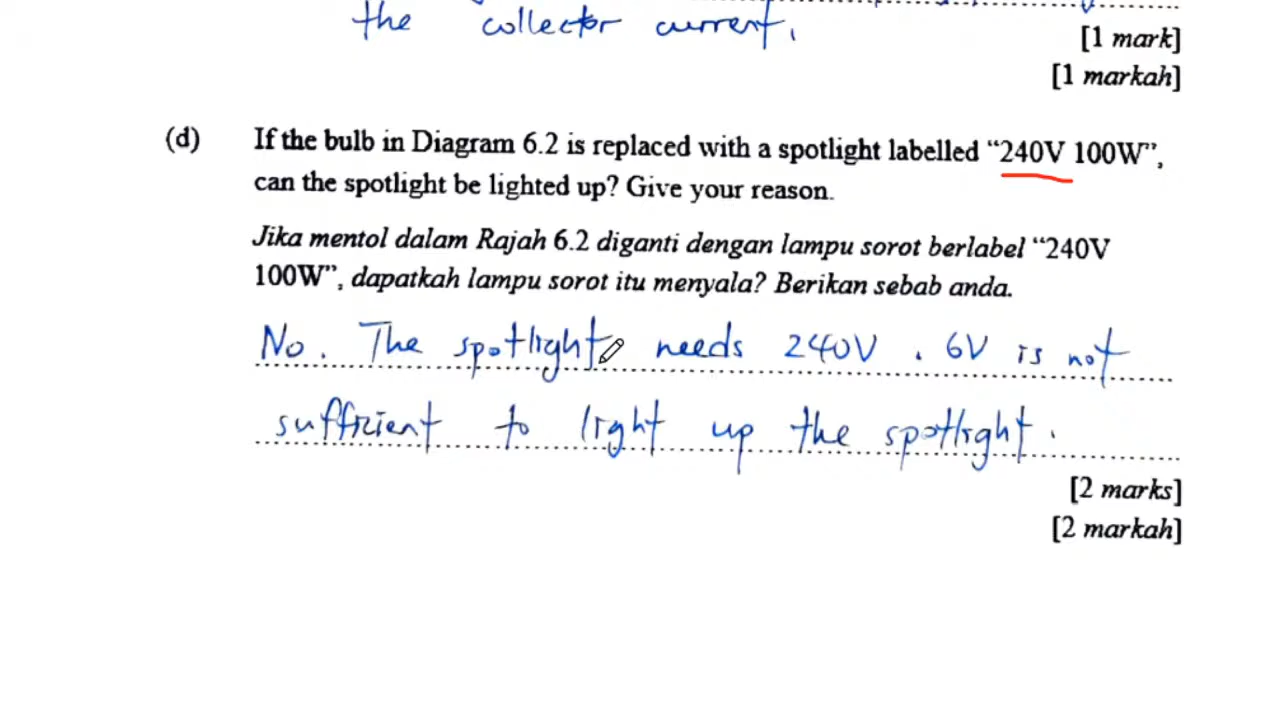 the collector current.
[1 mark]
[1 markah]
(d) If the bulb in Diagram 6.2 is replaced with a spotlight labelled “240V 100W”,
can the spotlight be lighted up? Give your reason.
Jika mentol dalam Rajah 6.2 diganti dengan lampu sorot berlabel “240V
100W”, dapatkah lampu sorot itu menyala? Berikan sebab anda.
No. The spotlight needs 240V. 6V is not
sufficient to light up the spotlight.
[2 marks]
[2 markah]